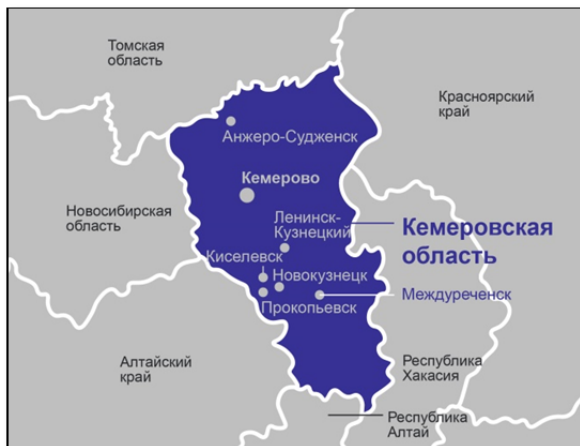 Томская
область
Красноярский
край
Анжеро-Судженск
Кемерово
Новосибирская
область
Ленинск-
Кузнецкий
Кемеровская
область
Киселевск
Новокузнецк
Междуреченск
Прокопьевск
Алтайский
край
Республика
Хакасия
Республика
Алтай